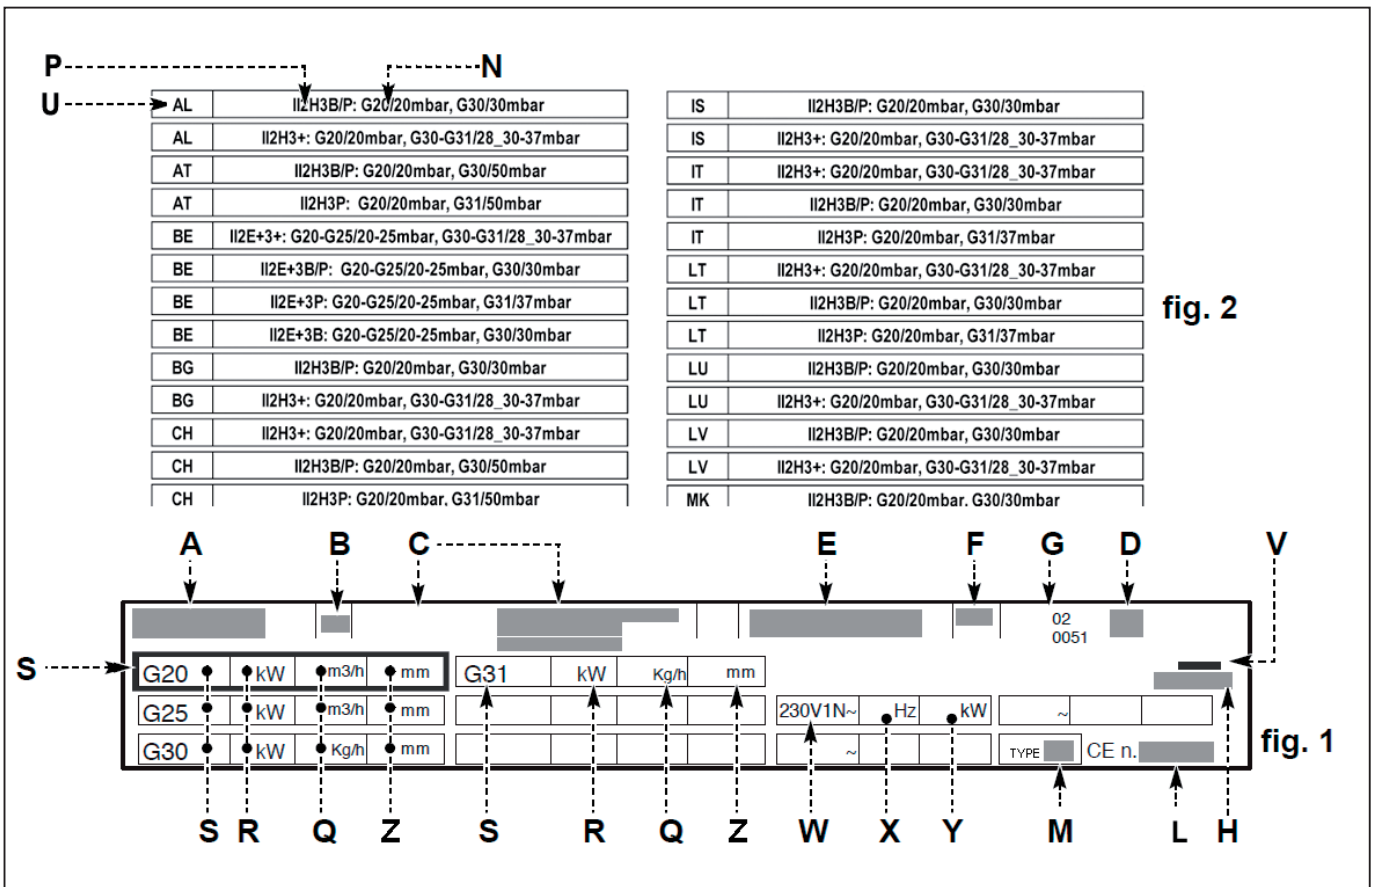 P N
U
AL II2H3B/P: G20/20mbar, G30/30mbar
AL II2H3+: G20/20mbar, G30-G31/28_30-37mbar
AT II2H3B/P: G20/20mbar, G30/50mbar
AT II2H3P: G20/20mbar, G31/50mbar
BE II2E+3+: G20-G25/20-25mbar, G30-G31/28_30-37mbar
BE II2E+3B/P: G20-G25/20-25mbar, G30/30mbar
BE II2E+3P: G20-G25/20-25mbar, G31/37mbar
BE II2E+3B: G20-G25/20-25mbar, G30/30mbar
BG II2H3B/P: G20/20mbar, G30/30mbar
BG II2H3+: G20/20mbar, G30-G31/28_30-37mbar
CH II2H3+: G20/20mbar, G30-G31/28_30-37mbar
CH II2H3B/P: G20/20mbar, G30/50mbar
CH II2H3P: G20/20mbar, G31/50mbar
IS II2H3B/P: G20/20mbar, G30/30mbar
IS II2H3+: G20/20mbar, G30-G31/28_30-37mbar
IT II2H3+: G20/20mbar, G30-G31/28_30-37mbar
IT II2H3B/P: G20/20mbar, G30/30mbar
IT II2H3P: G20/20mbar, G31/37mbar
LT II2H3+: G20/20mbar, G30-G31/28_30-37mbar
LT II2H3B/P: G20/20mbar, G30/30mbar
LT II2H3P: G20/20mbar, G31/37mbar
LU II2H3B/P: G20/20mbar, G30/30mbar
LU II2H3+: G20/20mbar, G30-G31/28_30-37mbar
LV II2H3B/P: G20/20mbar, G30/30mbar
LV II2H3+: G20/20mbar, G30-G31/28_30-37mbar
MK II2H3B/P: G20/20mbar, G30/30mbar
fig. 2
A B C E F G D V
02
0051
S G20 kW m3/h mm G31 kW Kg/h mm
G25 kW m3/h mm 230V1N~ Hz kW ~
G30 kW Kg/h mm ~ TYPE CE n.
fig. 1
S R Q Z S R Q Z W X Y M L H